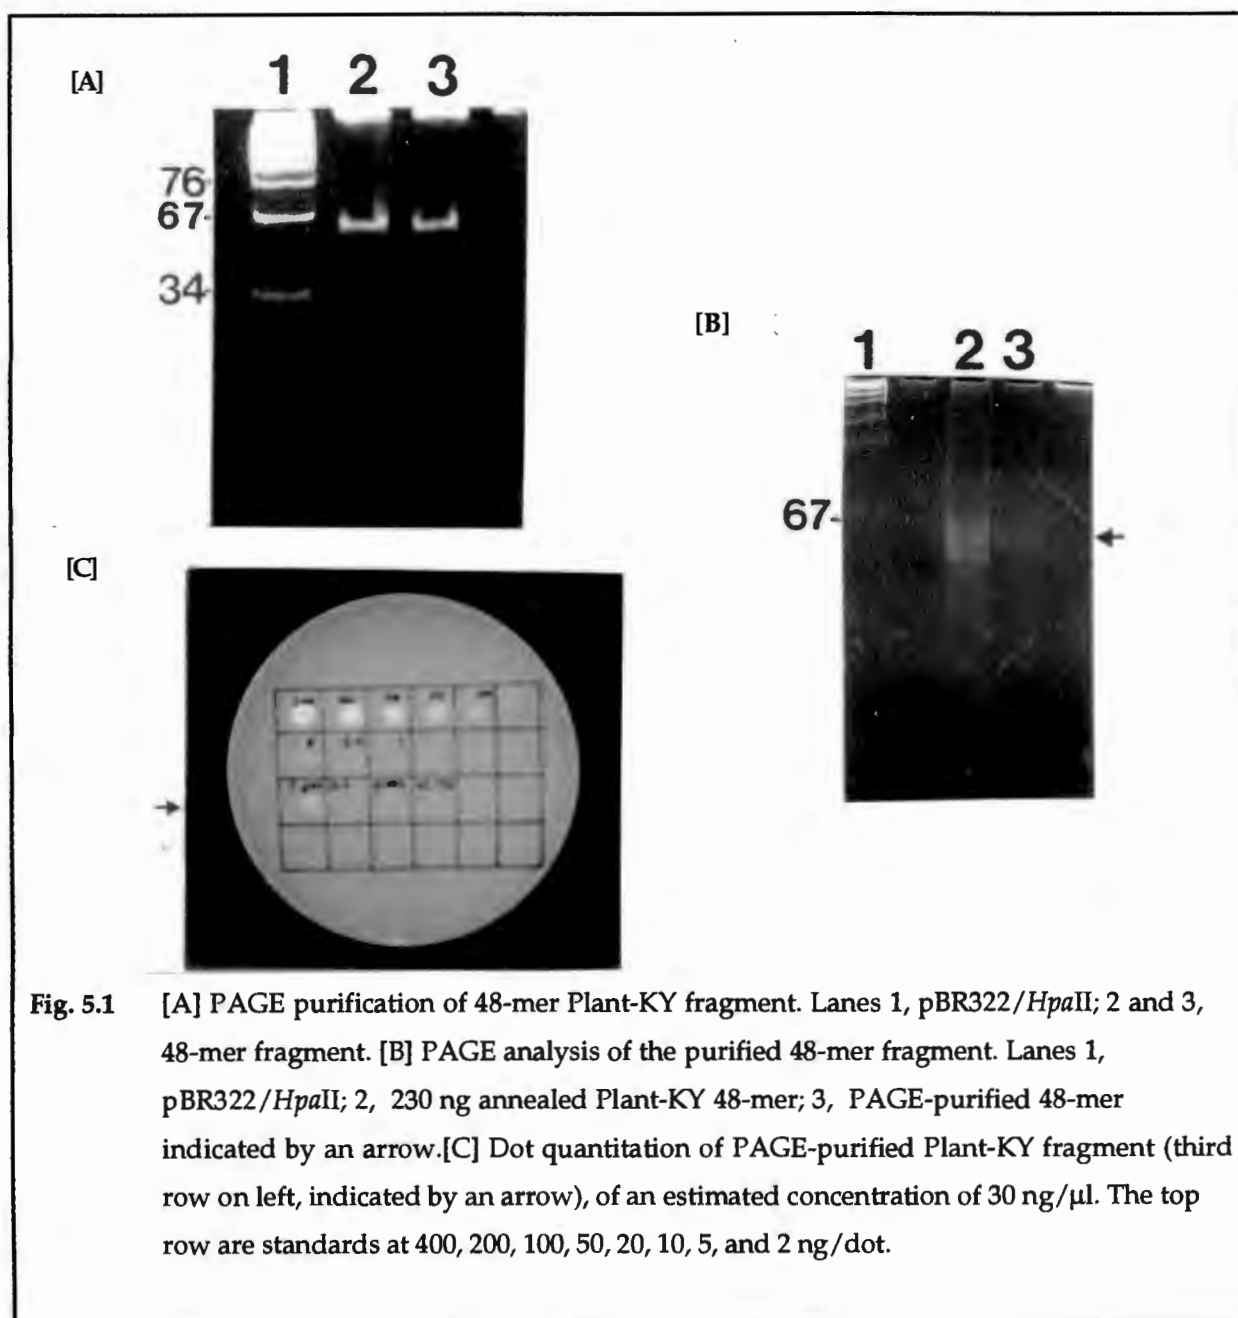 [A]
1 2 3
76
67
34
[B]
1 2 3
67
[C]
Fig. 5.1 [A] PAGE purification of 48-mer Plant-KY fragment. Lanes 1, pBR322/HpaII; 2 and 3,
48-mer fragment. [B] PAGE analysis of the purified 48-mer fragment. Lanes 1,
pBR322/HpaII; 2, 230 ng annealed Plant-KY 48-mer; 3, PAGE-purified 48-mer
indicated by an arrow.[C] Dot quantitation of PAGE-purified Plant-KY fragment (third
row on left, indicated by an arrow), of an estimated concentration of 30 ng/µl. The top
row are standards at 400, 200, 100, 50, 20, 10, 5, and 2 ng/dot.